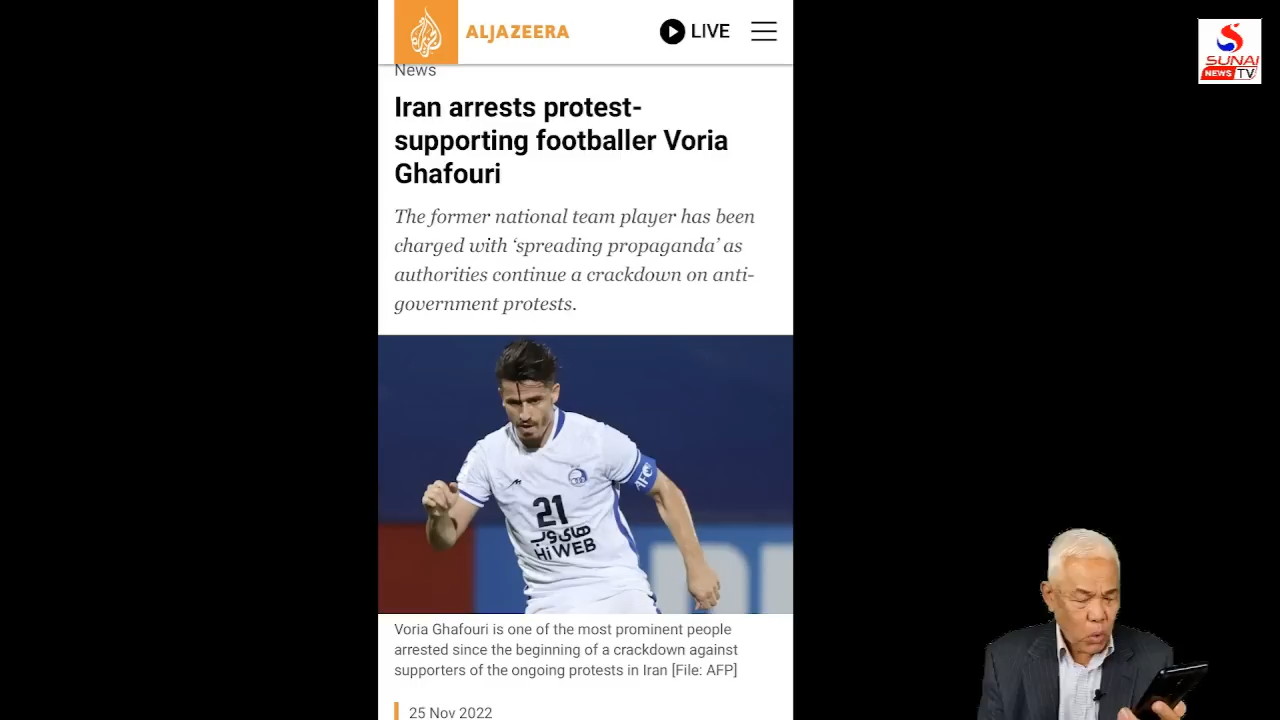 ALJAZEERA
LIVE
SUNAI
NEWS TV
News
Iran arrests protest-
supporting footballer Voria
Ghafouri
The former national team player has been
charged with ‘spreading propaganda’ as
authorities continue a crackdown on anti-
government protests.
AFC
21
های وب
HiWEB
Voria Ghafouri is one of the most prominent people
arrested since the beginning of a crackdown against
supporters of the ongoing protests in Iran [File: AFP]
25 Nov 2022